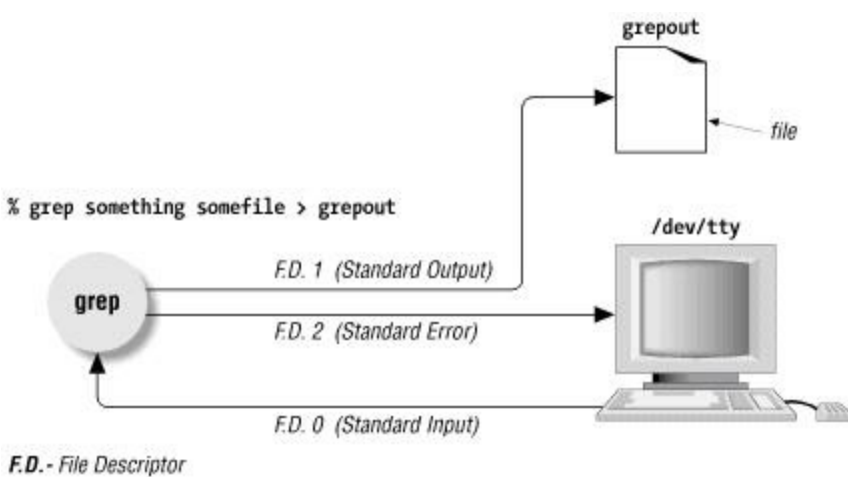 grepout
file
% grep something somefile > grepout
/dev/tty
F.D. 1 (Standard Output)
grep
F.D. 2 (Standard Error)
F.D. 0 (Standard Input)
F.D.- File Descriptor